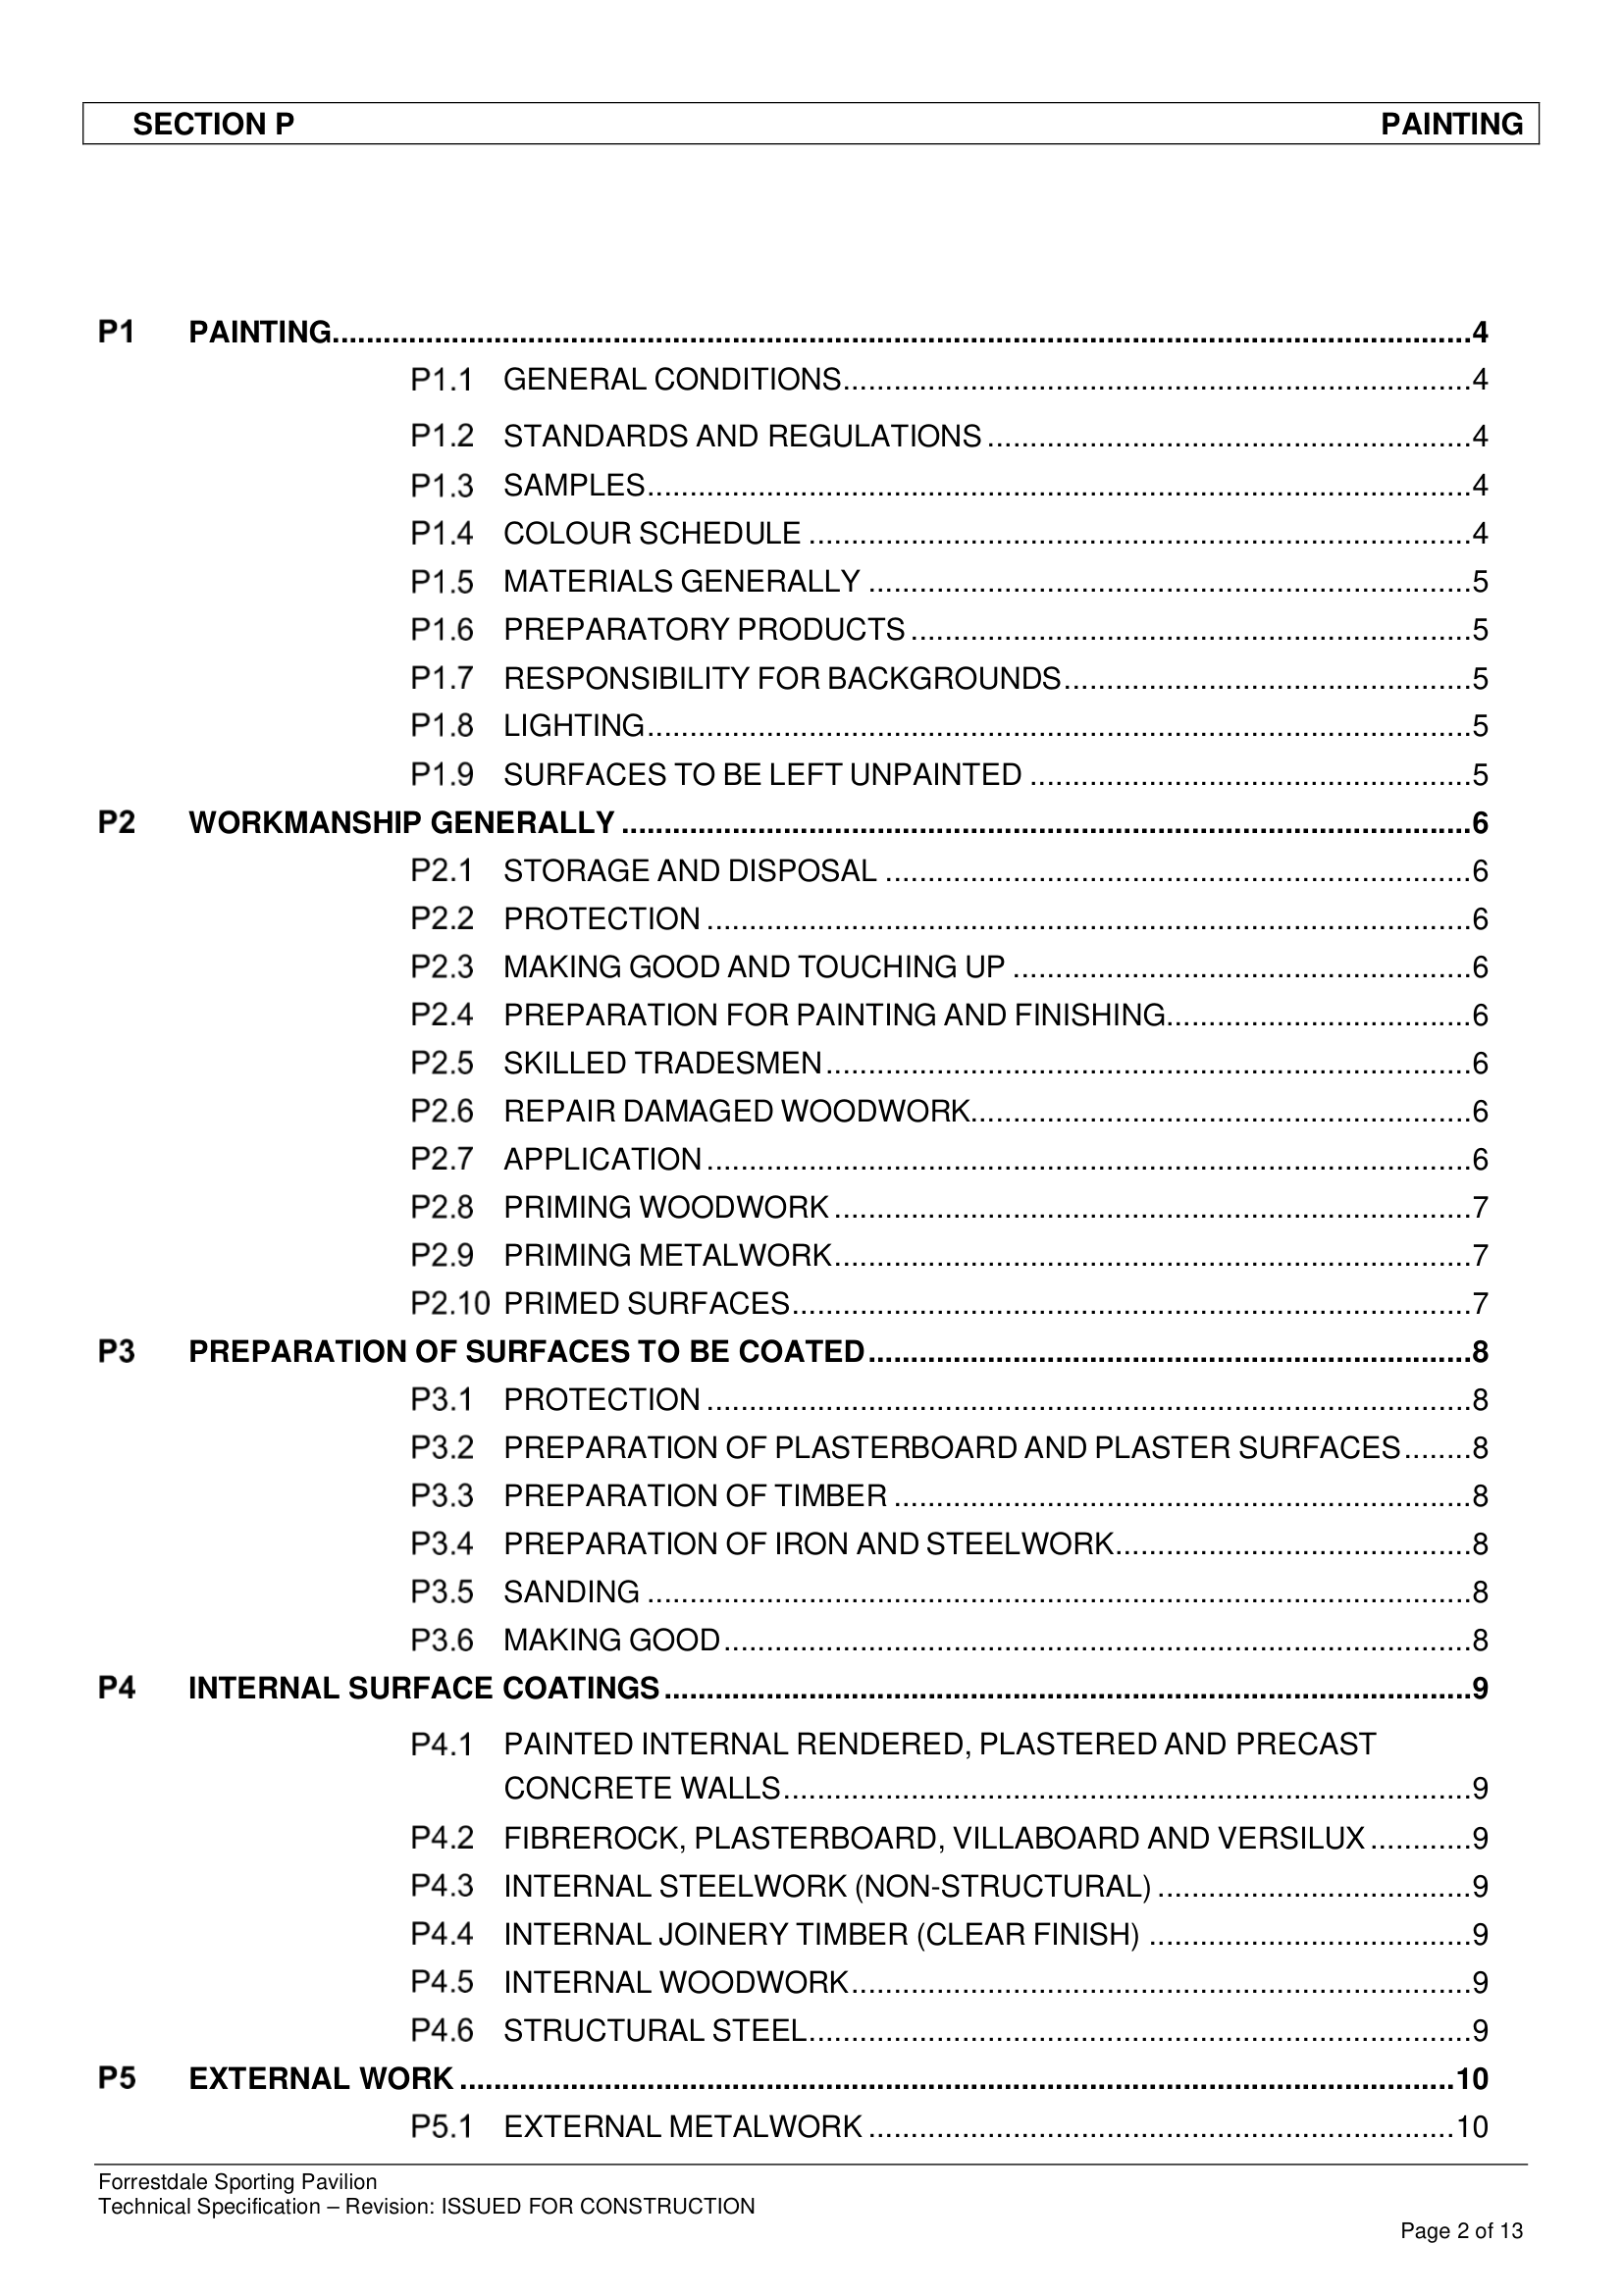 SECTION P PAINTING
P1 PAINTING 4
P1.1 GENERAL CONDITIONS 4
P1.2 STANDARDS AND REGULATIONS 4
P1.3 SAMPLES 4
P1.4 COLOUR SCHEDULE 4
P1.5 MATERIALS GENERALLY 5
P1.6 PREPARATORY PRODUCTS 5
P1.7 RESPONSIBILITY FOR BACKGROUNDS 5
P1.8 LIGHTING 5
P1.9 SURFACES TO BE LEFT UNPAINTED 5
P2 WORKMANSHIP GENERALLY 6
P2.1 STORAGE AND DISPOSAL 6
P2.2 PROTECTION 6
P2.3 MAKING GOOD AND TOUCHING UP 6
P2.4 PREPARATION FOR PAINTING AND FINISHING 6
P2.5 SKILLED TRADESMEN 6
P2.6 REPAIR DAMAGED WOODWORK 6
P2.7 APPLICATION 6
P2.8 PRIMING WOODWORK 7
P2.9 PRIMING METALWORK 7
P2.10 PRIMED SURFACES 7
P3 PREPARATION OF SURFACES TO BE COATED 8
P3.1 PROTECTION 8
P3.2 PREPARATION OF PLASTERBOARD AND PLASTER SURFACES 8
P3.3 PREPARATION OF TIMBER 8
P3.4 PREPARATION OF IRON AND STEELWORK 8
P3.5 SANDING 8
P3.6 MAKING GOOD 8
P4 INTERNAL SURFACE COATINGS 9
P4.1 PAINTED INTERNAL RENDERED, PLASTERED AND PRECAST
CONCRETE WALLS 9
P4.2 FIBREROCK, PLASTERBOARD, VILLABOARD AND VERSILUX 9
P4.3 INTERNAL STEELWORK (NON-STRUCTURAL) 9
P4.4 INTERNAL JOINERY TIMBER (CLEAR FINISH) 9
P4.5 INTERNAL WOODWORK 9
P4.6 STRUCTURAL STEEL 9
P5 EXTERNAL WORK 10
P5.1 EXTERNAL METALWORK 10
Forrestdale Sporting Pavilion
Technical Specification – Revision: ISSUED FOR CONSTRUCTION
Page 2 of 13